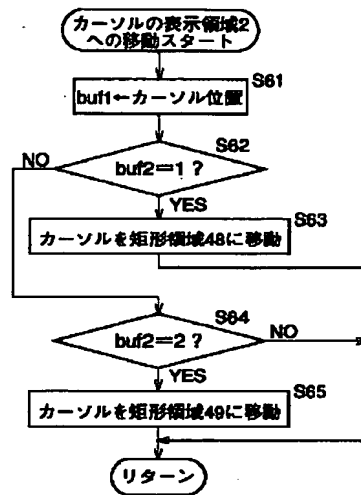 カーソルの表示領域2
への移動スタート
S61
buf1←カーソル位置
S62
NO
buf2=1 ?
YES
S63
カーソルを矩形領域48に移動
S64
buf2=2 ?
NO
YES
S65
カーソルを矩形領域49に移動
リターン